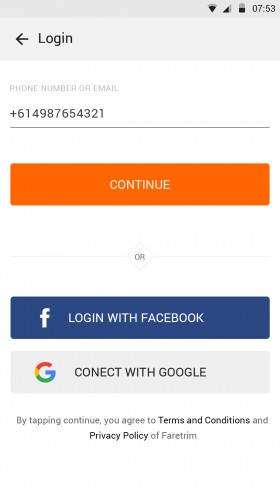 07:53
Login
PHONE NUMBER OR EMAIL
+614987654321
CONTINUE
OR
LOGIN WITH FACEBOOK
CONECT WITH GOOGLE
By tapping continue, you agree to Terms and Conditions and
Privacy Policy of Faretrim